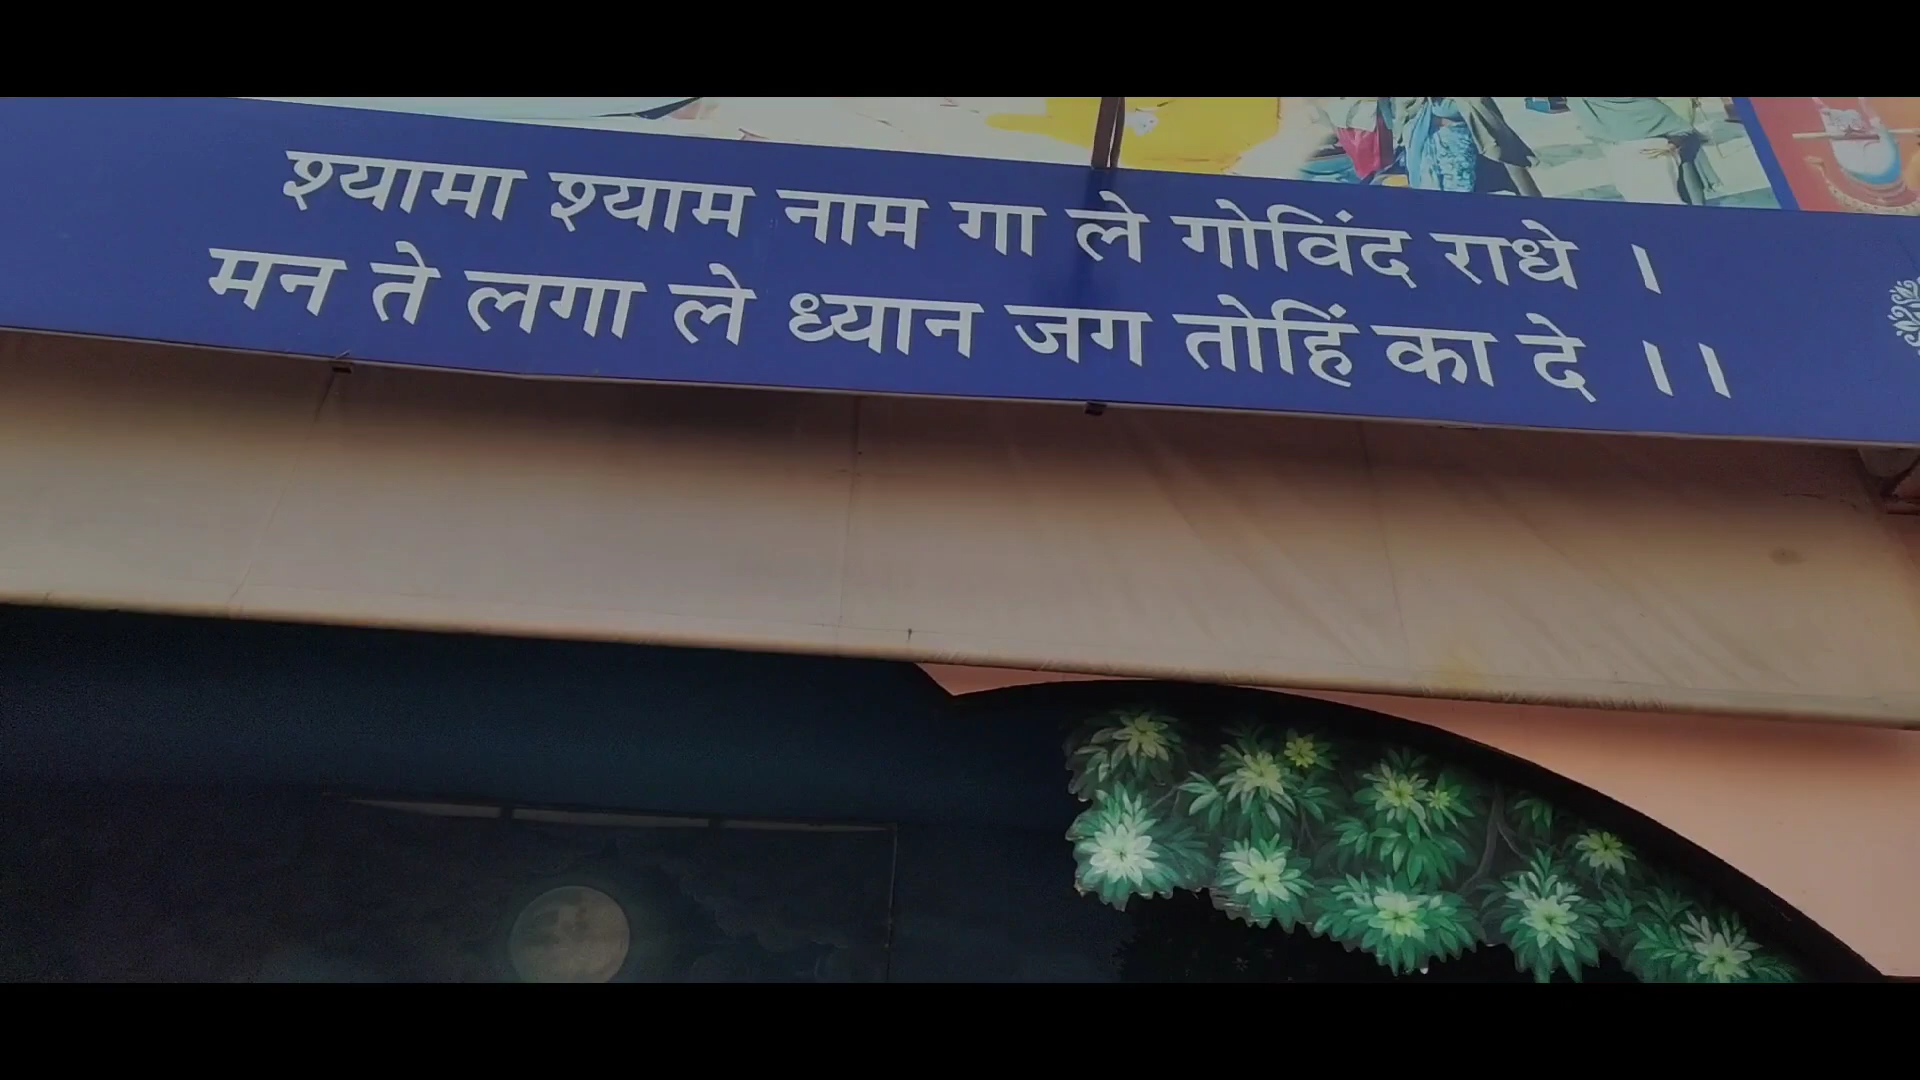 श्यामा श्याम नाम गा ले गोविंद राधे ।
मन ते लगा ले ध्यान जग तोहिं का दे ।।